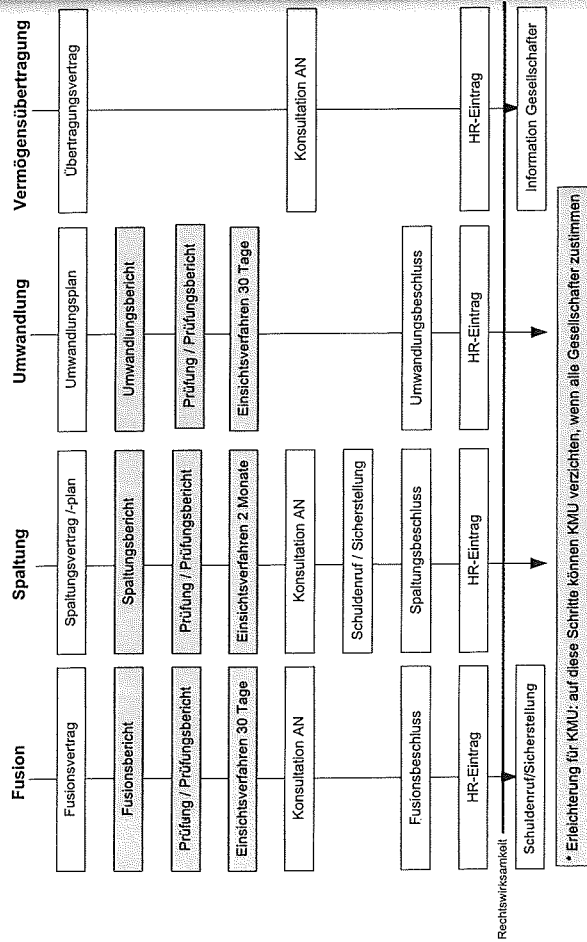 Fusion
Fusionsvertrag
Fusionsbericht
Prüfung / Prüfungsbericht
Einsichtsverfahren 30 Tage
Konsultation AN
Fusionsbeschluss
HR-Eintrag
Schuldenruf/Sicherstellung
Spaltung
Spaltungsvertrag /-plan
Spaltungsbericht
Prüfung / Prüfungsbericht
Einsichtsverfahren 2 Monate
Konsultation AN
Schuldenruf / Sicherstellung
Spaltungsbeschluss
HR-Eintrag
Umwandlung
Umwandlungsplan
Umwandlungsbericht
Prüfung / Prüfungsbericht
Einsichtsverfahren 30 Tage
Umwandlungsbeschluss
HR-Eintrag
Vermögensübertragung
Übertragungsvertrag
Konsultation AN
HR-Eintrag
Information Gesellschafter
Rechtswirksamkeit
* Erleichterung für KMU: auf diese Schritte können KMU verzichten, wenn alle Gesellschafter zustimmen